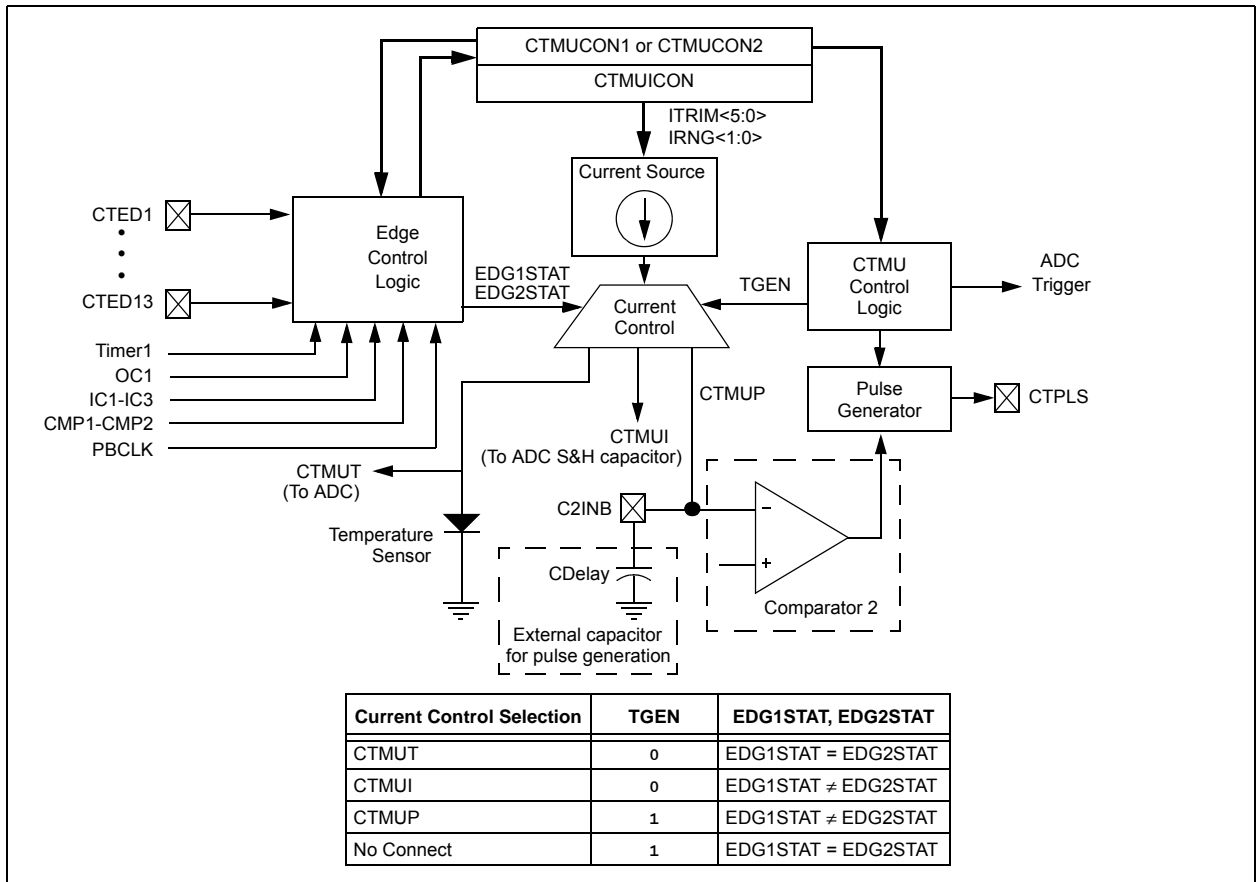 CTMUCON1 or CTMUCON2
CTMUICON
ITRIM<5:0>
IRNG<1:0>
Current Source
CTED1
CTED13
Edge
Control
Logic
EDG1STAT
EDG2STAT
Current
Control
TGEN
CTMU
Control
Logic
ADC
Trigger
Timer1
OC1
IC1-IC3
CMP1-CMP2
PBCLK
CTMUP
Pulse
Generator
CTPLS
CTMUI
(To ADC S&H capacitor)
CTMUT
(To ADC)
C2INB
Temperature
Sensor
CDelay
−
+
Comparator 2
External capacitor
for pulse generation
Current Control Selection TGEN EDG1STAT, EDG2STAT
CTMUT 0 EDG1STAT = EDG2STAT
CTMUI 0 EDG1STAT ≠ EDG2STAT
CTMUP 1 EDG1STAT ≠ EDG2STAT
No Connect 1 EDG1STAT = EDG2STAT